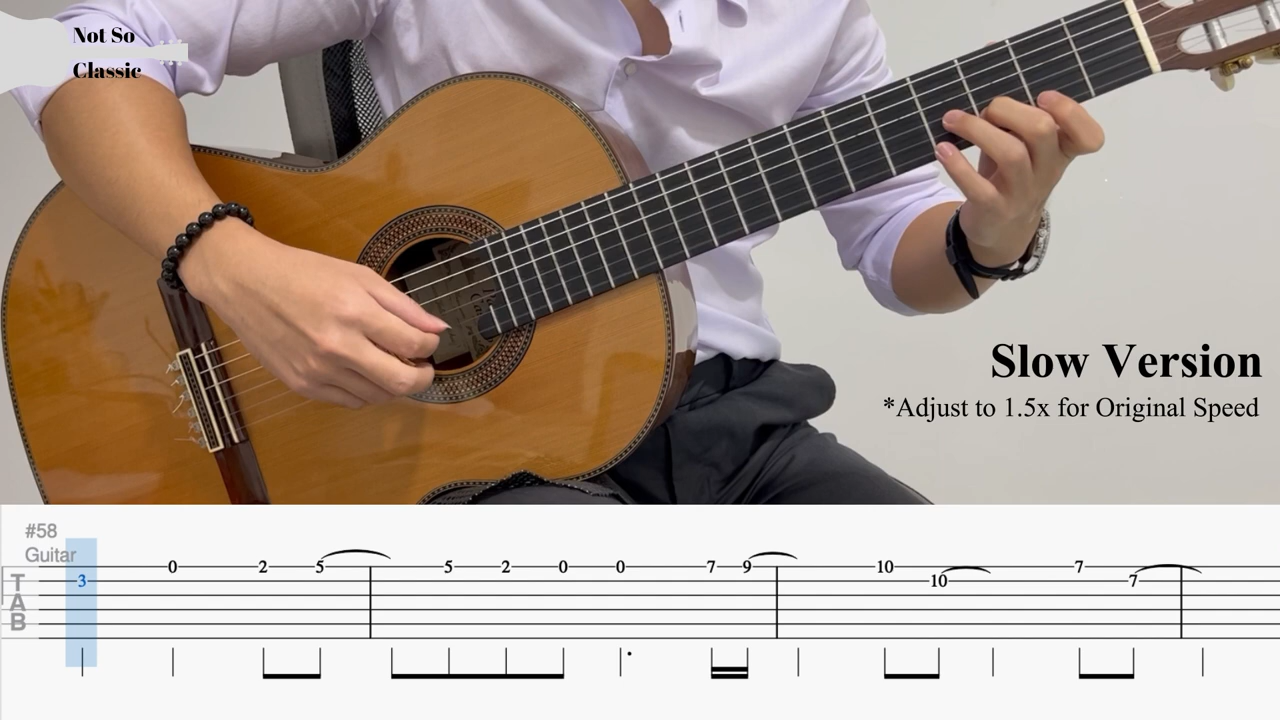 Not So
Classic
Slow Version
*Adjust to 1.5x for Original Speed
#58
Guitar
T
A
B
3 0 2 5 5 2 0 0 7 9 10 10 7 7